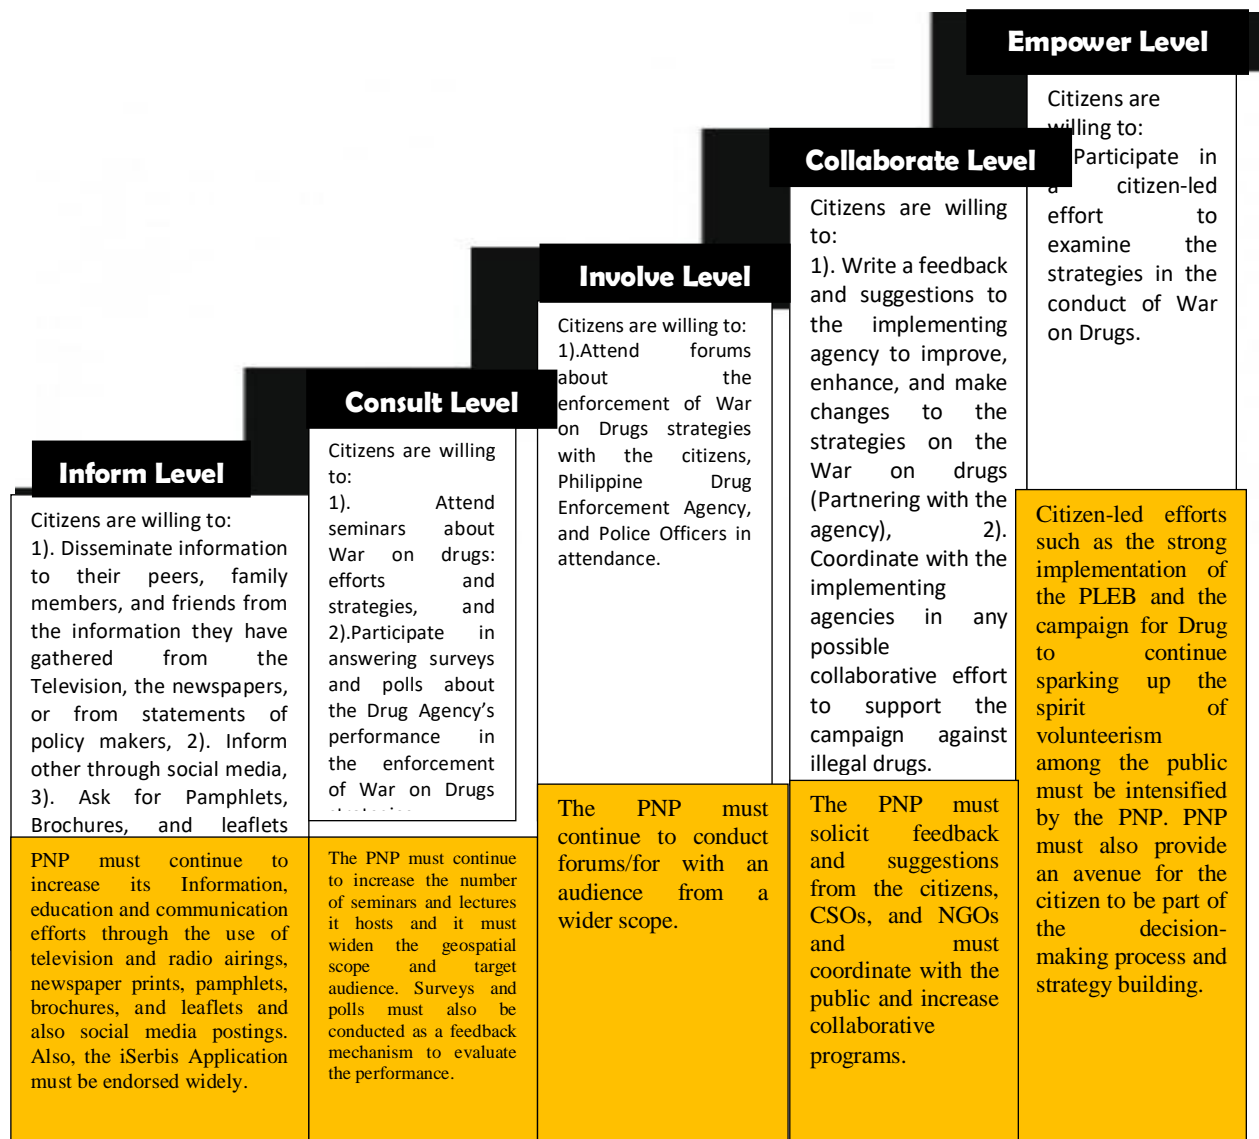 Empower Level
Citizens are
willing to:
Participate in
a citizen-led
effort to
examine the
strategies in the
conduct of War
on Drugs.
Citizen-led efforts
such as the strong
implementation of
the PLEB and the
campaign for Drug
to continue
sparking up the
spirit of
volunteerism
among the public
must be intensified
by the PNP. PNP
must also provide
an avenue for the
citizen to be part of
the decision-
making process and
strategy building.
Collaborate Level
Citizens are willing
to:
1). Write a feedback
and suggestions to
the implementing
agency to improve,
enhance, and make
changes to the
strategies on the
War on drugs
(Partnering with the
agency), 2).
Coordinate with the
implementing
agencies in any
possible
collaborative effort
to support the
campaign against
illegal drugs.
The PNP must
solicit feedback
and suggestions
from the citizens,
CSOs, and NGOs
and must
coordinate with the
public and increase
collaborative
programs.
Involve Level
Citizens are willing to:
1).Attend forums
about the
enforcement of War
on Drugs strategies
with the citizens,
Philippine Drug
Enforcement Agency,
and Police Officers in
attendance.
The PNP must
continue to conduct
forums/for with an
audience from a
wider scope.
Consult Level
Citizens are willing
to:
1). Attend
seminars about
War on drugs:
efforts and
strategies, and
2).Participate in
answering surveys
and polls about
the Drug Agency's
performance in
the enforcement
of War on Drugs
The PNP must continue
to increase the number
of seminars and lectures
it hosts and it must
widen the geospatial
scope and target
audience. Surveys and
polls must also be
conducted as a feedback
mechanism to evaluate
the performance.
Inform Level
Citizens are willing to:
1). Disseminate information
to their peers, family
members, and friends from
the information they have
gathered from the
Television, the newspapers,
or from statements of
policy makers, 2). Inform
other through social media,
3). Ask for Pamphlets,
Brochures, and leaflets
PNP must continue to
increase its Information,
education and communication
efforts through the use of
television and radio airings,
newspaper prints, pamphlets,
brochures, and leaflets and
also social media postings.
Also, the iSerbis Application
must be endorsed widely.